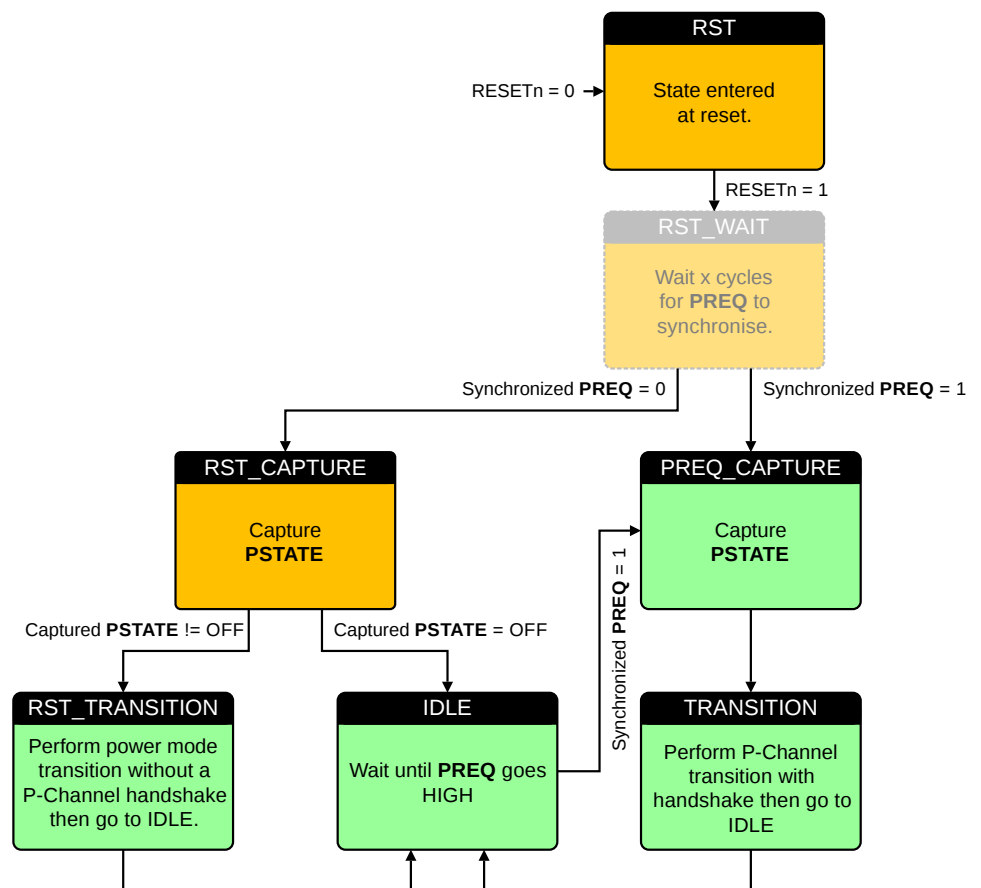 RST
RESETn = 0
State entered
at reset.
RESETn = 1
RST_WAIT
Wait x cycles
for PREQ to
synchronise.
Synchronized PREQ = 0
Synchronized PREQ = 1
RST_CAPTURE
Capture
PSTATE
PREQ_CAPTURE
Capture
PSTATE
Synchronized PREQ = 1
Captured PSTATE != OFF
Captured PSTATE = OFF
RST_TRANSITION
Perform power mode
transition without a
P-Channel handshake
then go to IDLE.
IDLE
Wait until PREQ goes
HIGH
TRANSITION
Perform P-Channel
transition with
handshake then go to
IDLE